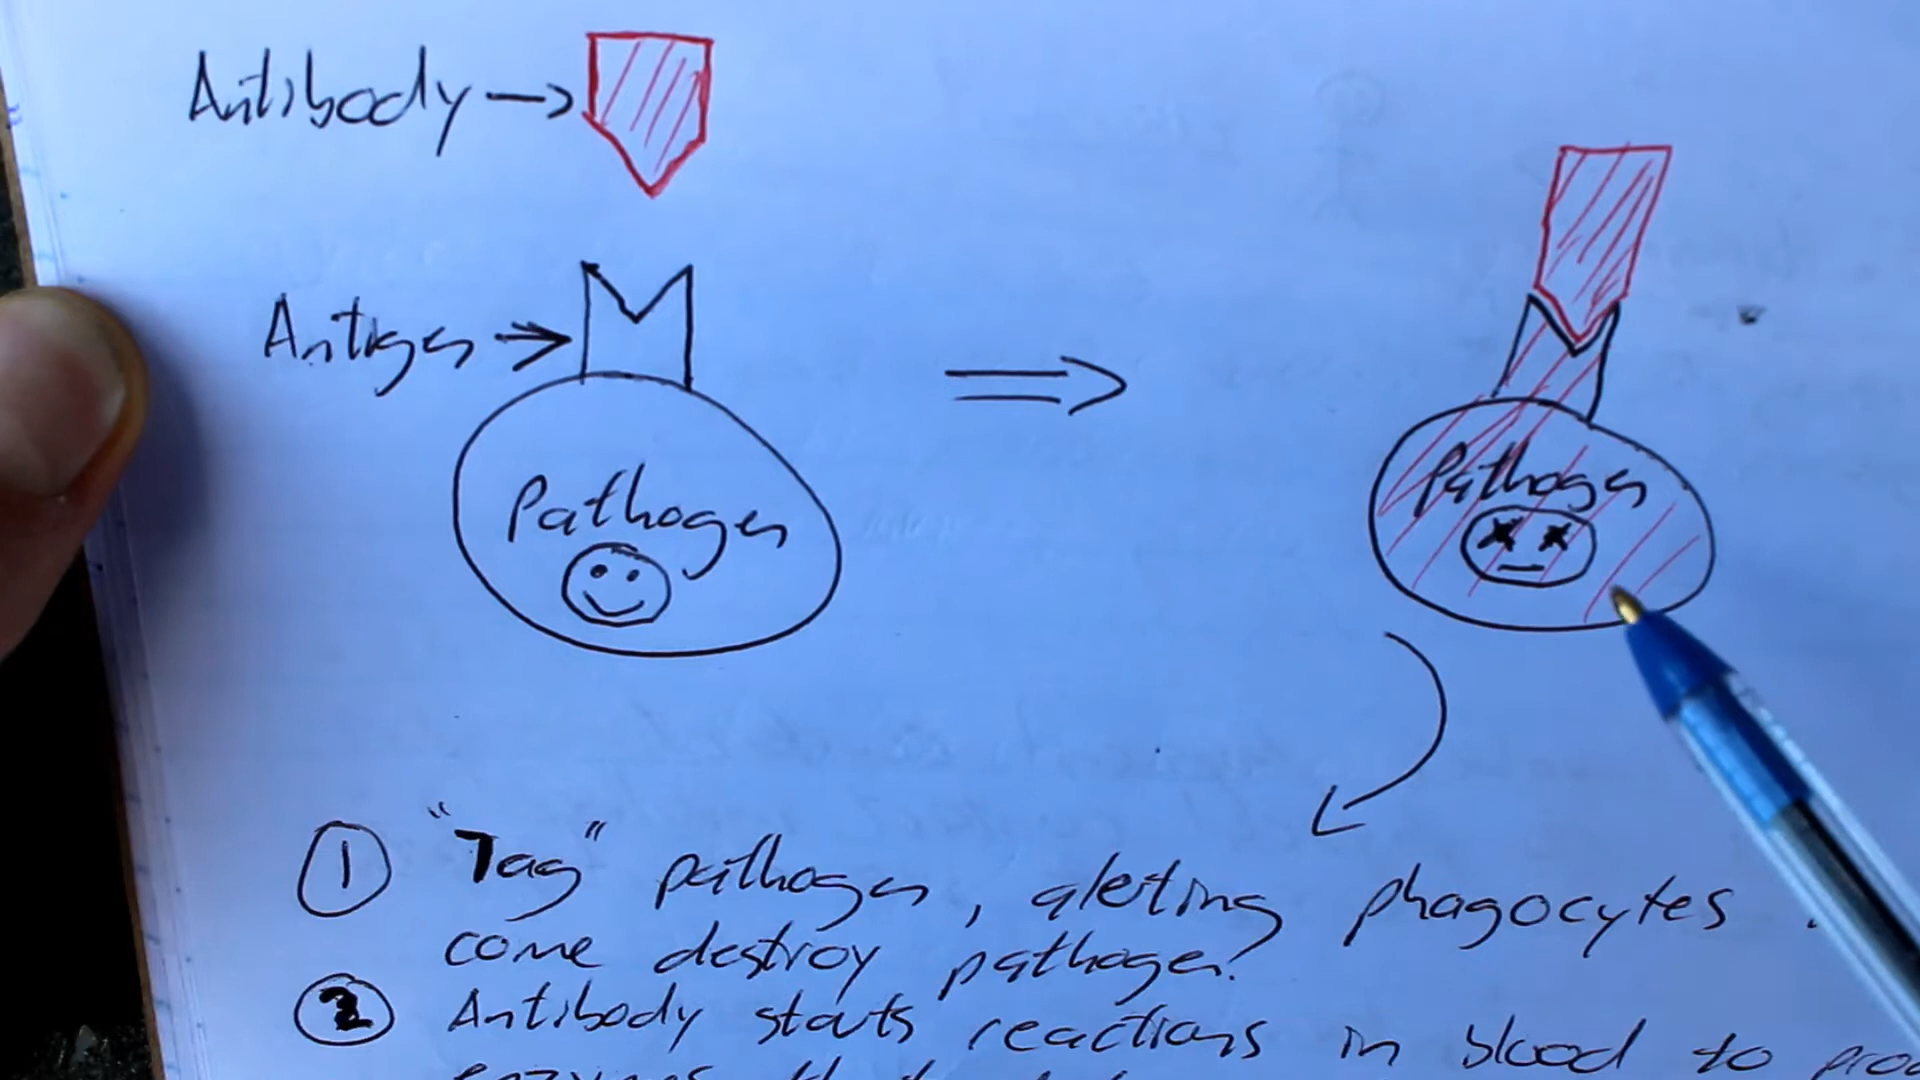 Antibody →
Antigen →
Pathogen
Pathogen
① "Tag" pathogen, alerting phagocytes
come destroy pathogen?
② Antibody starts reactions in blood to
enzymes